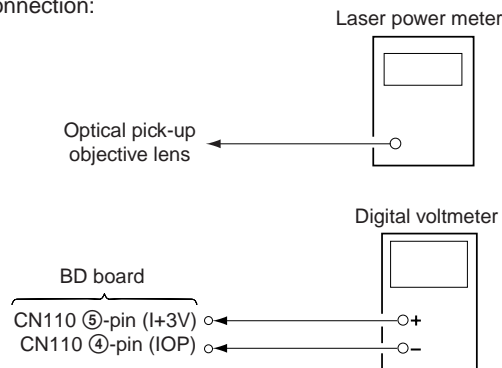 onnection:
Laser power meter
Optical pick-up
objective lens
Digital voltmeter
BD board
CN110 ⑤-pin (I+3V)
+
CN110 ④-pin (IOP)
–